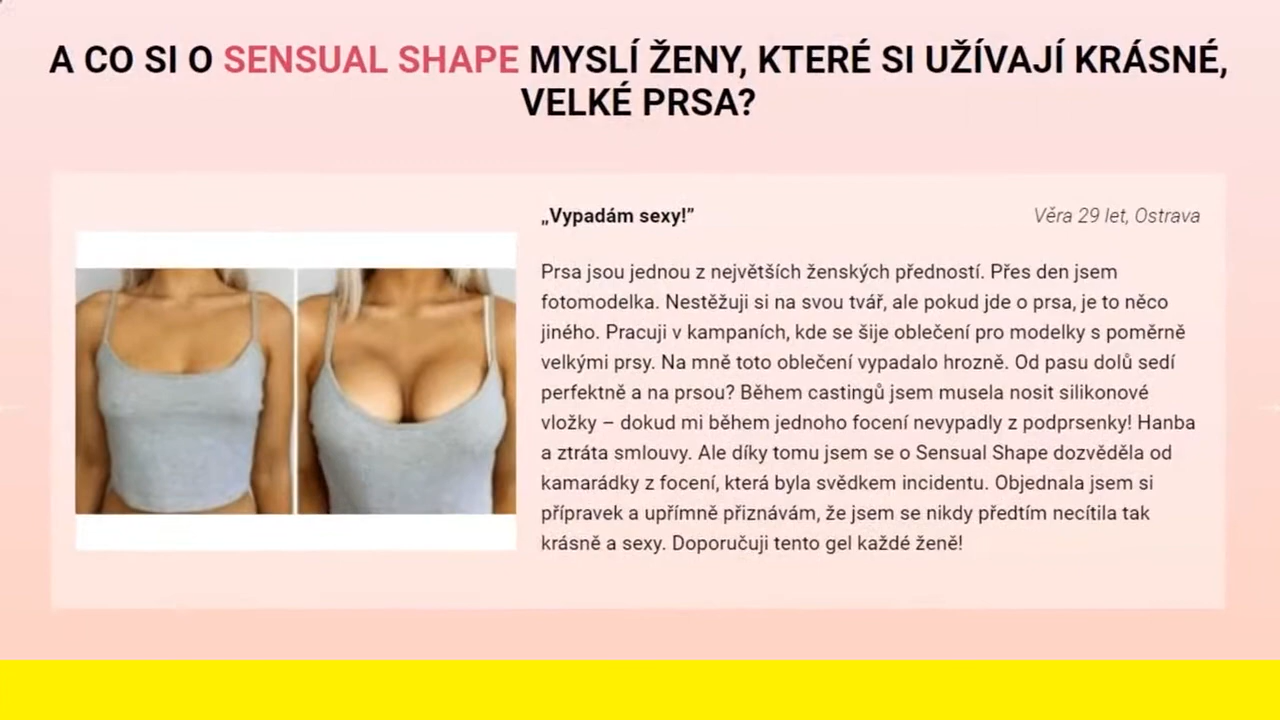 A CO SI O SENSUAL SHAPE MYSLÍ ŽENY, KTERÉ SI UŽÍVAJÍ KRÁSNÉ,
VELKÉ PRSA?
„Vypadám sexy!” Věra 29 let, Ostrava
Prsa jsou jednou z největších ženských předností. Přes den jsem
fotomodelka. Nestěžuji si na svou tvář, ale pokud jde o prsa, je to něco
jiného. Pracuji v kampaních, kde se šije oblečení pro modelky s poměrně
velkými prsy. Na mně toto oblečení vypadalo hrozně. Od pasu dolů sedí
perfektně a na prsou? Během castingů jsem musela nosit silikonové
vložky – dokud mi během jednoho focení nevypadly z podprsenky! Hanba
a ztráta smlouvy. Ale díky tomu jsem se o Sensual Shape dozvěděla od
kamarádky z focení, která byla svědkem incidentu. Objednala jsem si
přípravek a upřímně přiznávám, že jsem se nikdy předtím necítila tak
krásně a sexy. Doporučuji tento gel každé ženě!